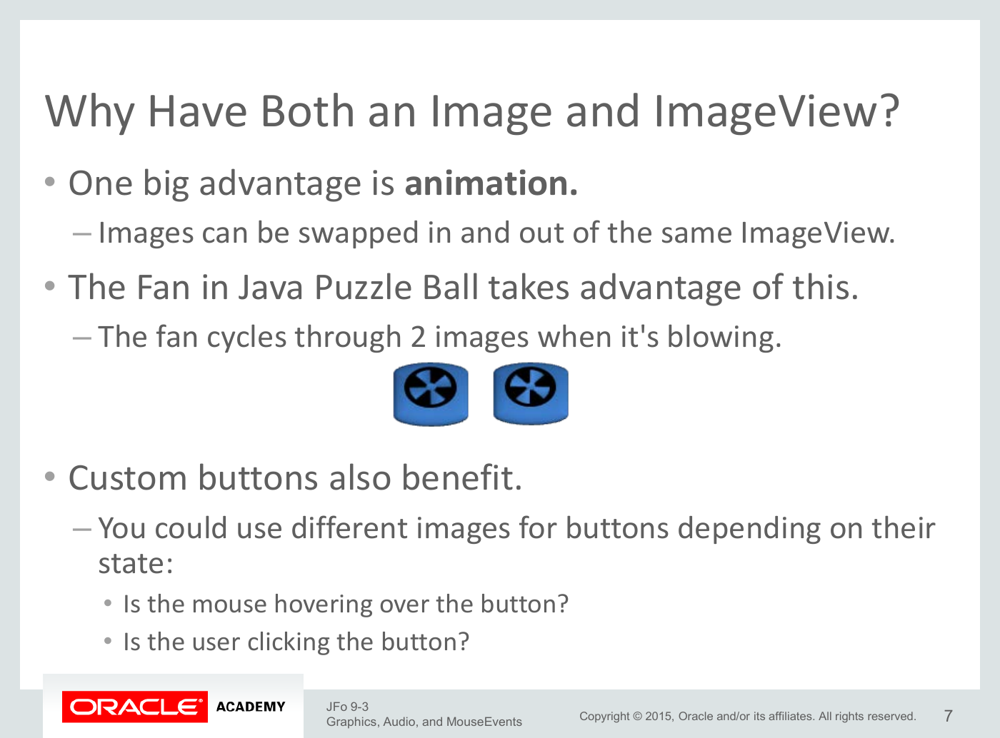 Why Have Both an Image and ImageView?
• One big advantage is animation.
– Images can be swapped in and out of the same ImageView.
• The Fan in Java Puzzle Ball takes advantage of this.
– The fan cycles through 2 images when it's blowing.
• Custom buttons also benefit.
– You could use different images for buttons depending on their
state:
• Is the mouse hovering over the button?
• Is the user clicking the button?
ORACLE® ACADEMY
JFo 9-3
Graphics, Audio, and MouseEvents
Copyright © 2015, Oracle and/or its affiliates. All rights reserved.
7